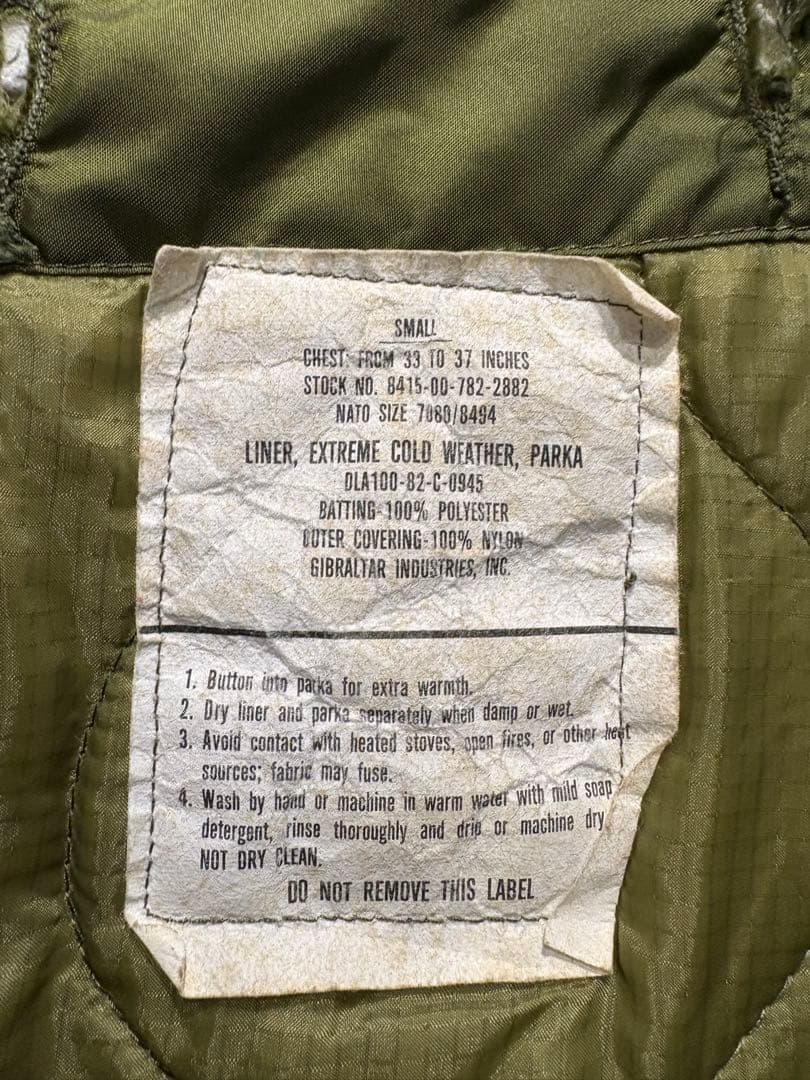 SMALL
CHEST: FROM 33 TO 37 INCHES
STOCK NO. 8415-00-782-2882
NATO SIZE 7080/8494
LINER, EXTREME COLD WEATHER, PARKA
DLA100-82-C-0945
BATTING-100% POLYESTER
OUTER COVERING-100% NYLON
GIBRALTAR INDUSTRIES, INC.
1. Button into parka for extra warmth.
2. Dry liner and parka separately when damp or wet.
3. Avoid contact with heated stoves, open fires, or other heat
sources; fabric may fuse.
4. Wash by hand or machine in warm water with mild soap
detergent, rinse thoroughly and drip or machine dry
NOT DRY CLEAN.
DO NOT REMOVE THIS LABEL